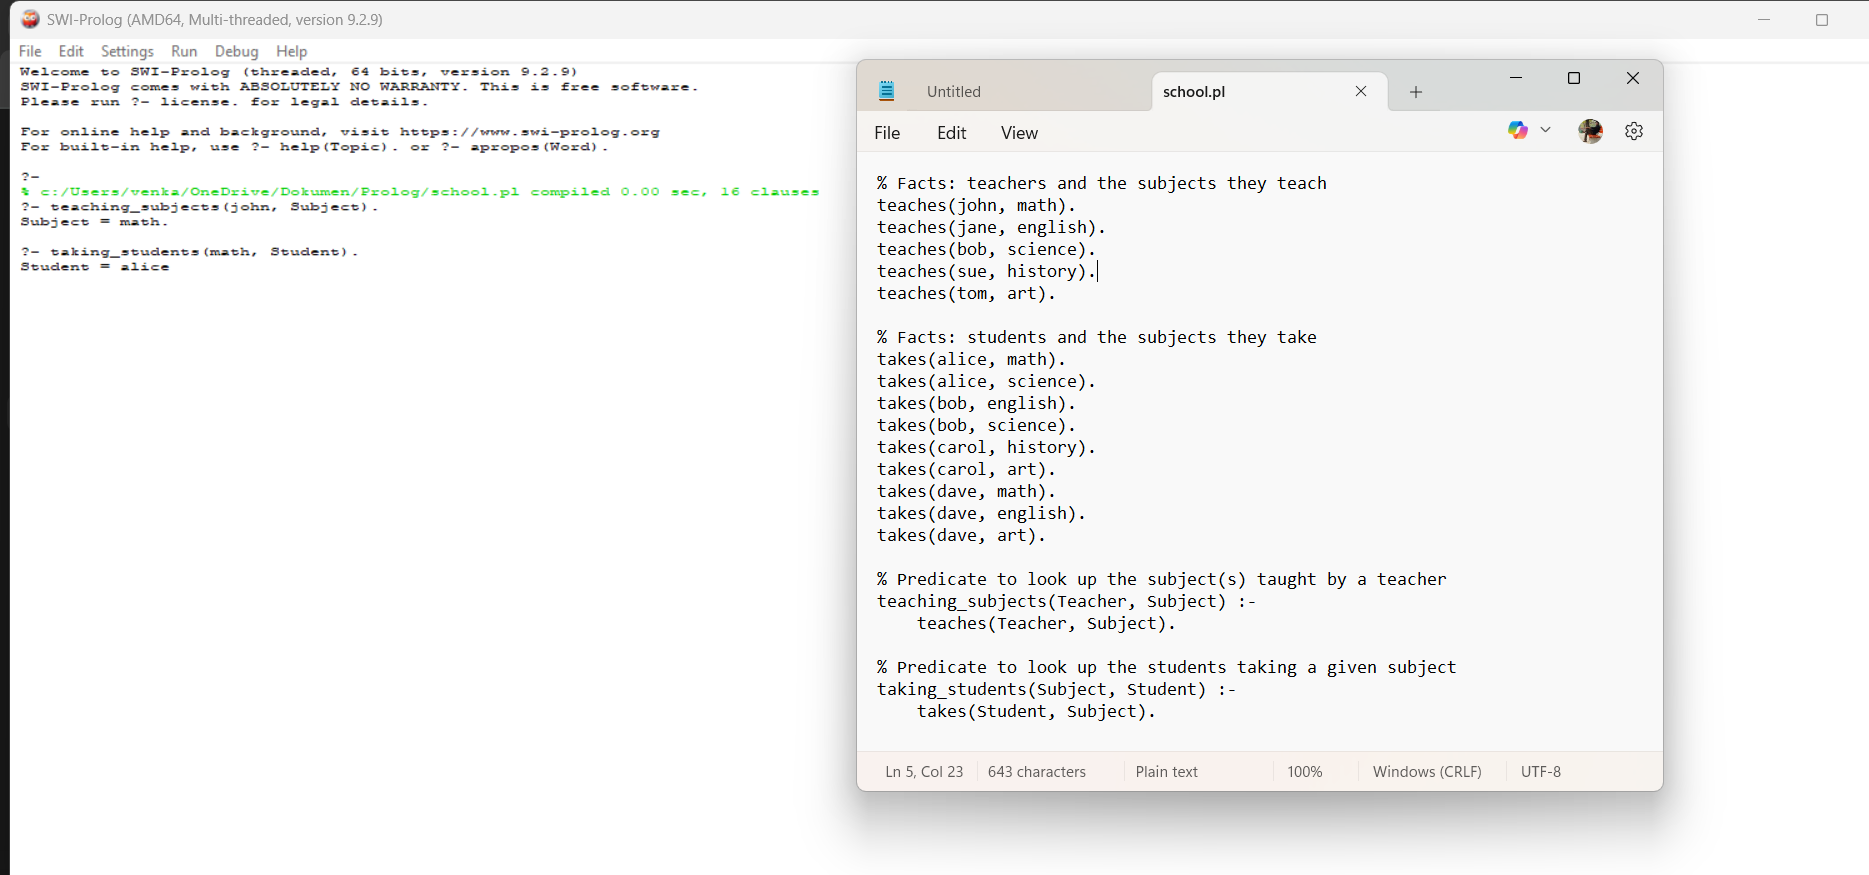 SWI-Prolog (AMD64, Multi-threaded, version 9.2.9)
File Edit Settings Run Debug Help
Welcome to SWI-Prolog (threaded, 64 bits, version 9.2.9)
SWI-Prolog comes with ABSOLUTELY NO WARRANTY. This is free software.
Please run ?- license. for legal details.
For online help and background, visit https://www.swi-prolog.org
For built-in help, use ?- help(Topic). or ?- apropos(Word).
?-
% c:/Users/venka/OneDrive/Dokumen/Prolog/school.pl compiled 0.00 sec, 16 clauses
?- teaching_subjects(john, Subject).
Subject = math.
?- taking_students(math, Student).
Student = alice
Untitled
school.pl
File Edit View
% Facts: teachers and the subjects they teach
teaches(john, math).
teaches(jane, english).
teaches(bob, science).
teaches(sue, history).
teaches(tom, art).
% Facts: students and the subjects they take
takes(alice, math).
takes(alice, science).
takes(bob, english).
takes(bob, science).
takes(carol, history).
takes(carol, art).
takes(dave, math).
takes(dave, english).
takes(dave, art).
% Predicate to look up the subject(s) taught by a teacher
teaching_subjects(Teacher, Subject) :-
    teaches(Teacher, Subject).
% Predicate to look up the students taking a given subject
taking_students(Subject, Student) :-
    takes(Student, Subject).
Ln 5, Col 23 643 characters Plain text 100% Windows (CRLF) UTF-8